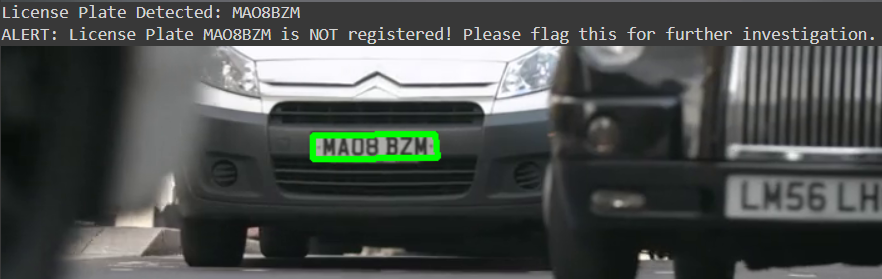 License Plate Detected: MAO8BZM
ALERT: License Plate MAO8BZM is NOT registered! Please flag this for further investigation.
MA08 BZM
LM56 LH